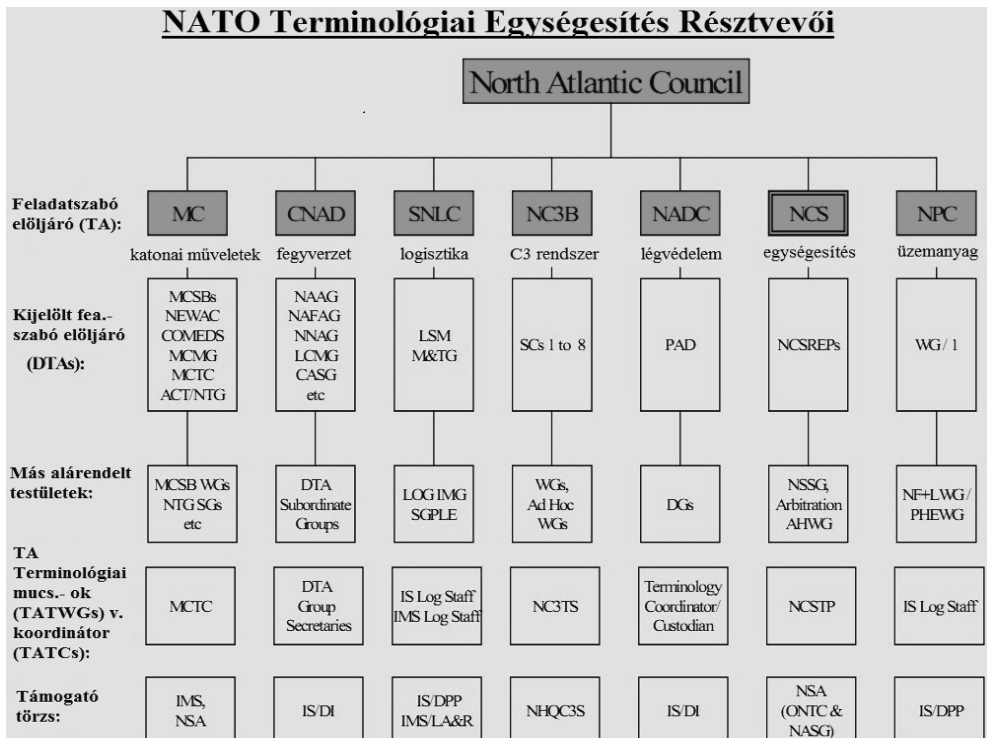 NATO Terminológiai Egységesítés Résztvevői
North Atlantic Council
Feladatszabó
elöljáró (TA):
MC
CNAD
SNLC
NC3B
NADC
NCS
NPC
katonai műveletek
fegyverzet
logisztika
C3 rendszer
légvédelem
egységesítés
üzemanyag
Kijelölt fea.-
szabó elöljáró
(DTAs):
MCSBs
NEWAC
COMEDS
MCMG
MCTC
ACT/NTG
NAAG
NAFAG
NNAG
LCMG
CASG
etc
LSM
M&TG
SCs 1 to 8
PAD
NCSREPs
WG / 1
Más alárendelt
testületek:
MCSB WGs
NTG SGs
etc
DTA
Subordinate
Groups
LOG IMG
SGPLE
WGs,
Ad Hoc
WGs
DGs
NSSG,
Arbitration
AHWG
NF+LWG /
PHEWG
TA
Terminológiai
mucs.- ok
(TATWGs) v.
koordinátor
(TATCs):
MCTC
DTA
Group
Secretaries
IS Log Staff
IMS Log Staff
NC3TS
Terminology
Coordinator/
Custodian
NCSTP
IS Log Staff
Támogató
törzs:
IMS,
NSA
IS/DI
IS/DPP
IMS/LA&R
NHQC3S
IS/DI
NSA
(ONTC &
NASG)
IS/DPP